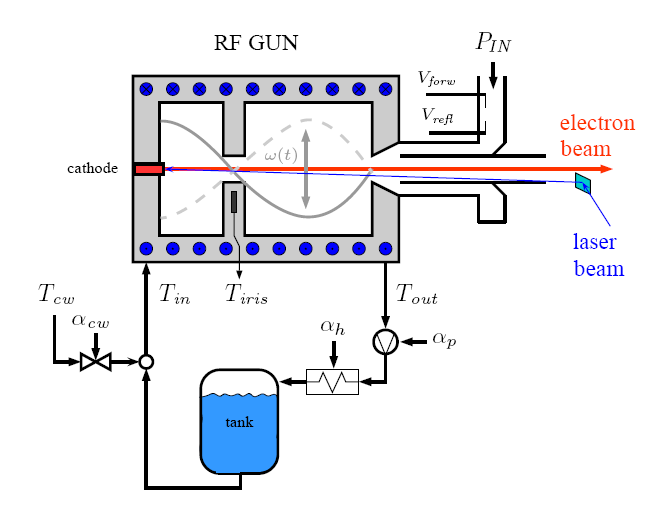 RF GUN
P_IN
V_forw
V_refl
electron
beam
cathode
ω(t)
laser
beam
T_cw
T_in
T_iris
T_out
α_cw
α_h
α_p
tank